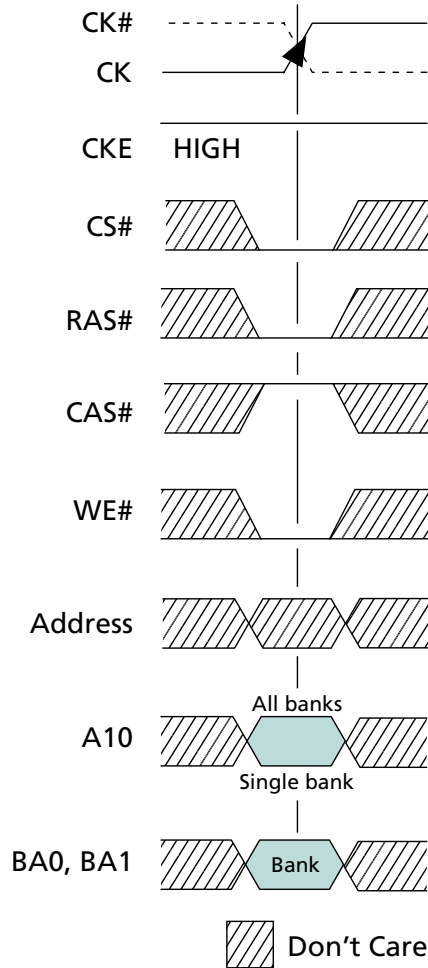 CK#
CK
CKE HIGH
CS#
RAS#
CAS#
WE#
Address
All banks
A10
Single bank
BA0, BA1 Bank
Don't Care